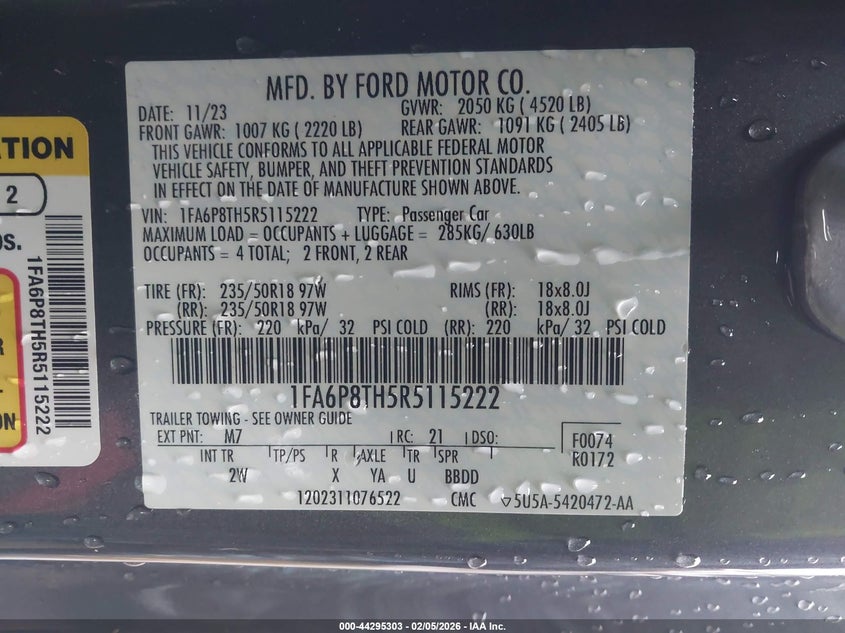 MFD. BY FORD MOTOR CO.
DATE: 11/23 GVWR: 2050 KG ( 4520 LB)
FRONT GAWR: 1007 KG ( 2220 LB) REAR GAWR: 1091 KG ( 2405 LB)
THIS VEHICLE CONFORMS TO ALL APPLICABLE FEDERAL MOTOR
VEHICLE SAFETY, BUMPER, AND THEFT PREVENTION STANDARDS
IN EFFECT ON THE DATE OF MANUFACTURE SHOWN ABOVE.
VIN: 1FA6P8TH5R5115222 TYPE: Passenger Car
MAXIMUM LOAD = OCCUPANTS + LUGGAGE = 285KG/ 630LB
OCCUPANTS = 4 TOTAL; 2 FRONT, 2 REAR
TIRE (FR): 235/50R18 97W RIMS (FR): 18x8.0J
(RR): 235/50R18 97W (RR): 18x8.0J
PRESSURE (FR): 220 kPa/ 32 PSI COLD (RR): 220 kPa/ 32 PSI COLD
1FA6P8TH5R5115222
TRAILER TOWING - SEE OWNER GUIDE
EXT PNT: M7 RC: 21 DSO: F0074
R0172
INT TR TP/PS R AXLE TR SPR
2W X YA U BBDD
1202311076522 CMC 5U5A-5420472-AA
ATION
2
OS.
R
ON
1FA6P8TH5R5115222
000-44295303 - 02/05/2026 - IAA Inc.